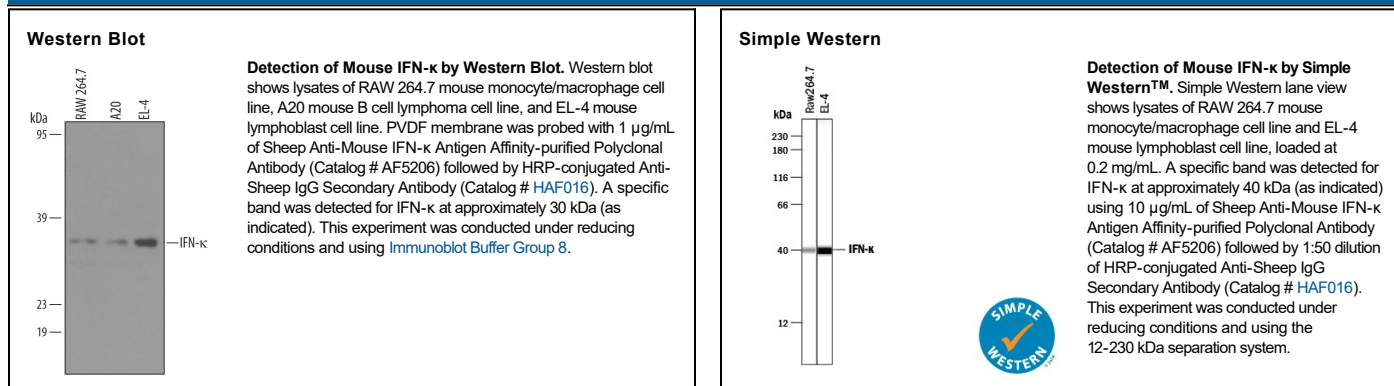 Western Blot
RAW 264.7
A20
EL-4
kDa
95
39
IFN-κ
23
19
Detection of Mouse IFN-κ by Western Blot. Western blot
shows lysates of RAW 264.7 mouse monocyte/macrophage cell
line, A20 mouse B cell lymphoma cell line, and EL-4 mouse
lymphoblast cell line. PVDF membrane was probed with 1 µg/mL
of Sheep Anti-Mouse IFN-κ Antigen Affinity-purified Polyclonal
Antibody (Catalog # AF5206) followed by HRP-conjugated Anti-
Sheep IgG Secondary Antibody (Catalog # HAF016). A specific
band was detected for IFN-κ at approximately 30 kDa (as
indicated). This experiment was conducted under reducing
conditions and using Immunoblot Buffer Group 8.
Simple Western
Raw264.7
EL-4
kDa
230
180
116
66
40
IFN-κ
12
SIMPLE
WESTERN
Detection of Mouse IFN-κ by Simple
Western™. Simple Western lane view
shows lysates of RAW 264.7 mouse
monocyte/macrophage cell line and EL-4
mouse lymphoblast cell line, loaded at
0.2 mg/mL. A specific band was detected for
IFN-κ at approximately 40 kDa (as indicated)
using 10 µg/mL of Sheep Anti-Mouse IFN-κ
Antigen Affinity-purified Polyclonal Antibody
(Catalog # AF5206) followed by 1:50 dilution
of HRP-conjugated Anti-Sheep IgG
Secondary Antibody (Catalog # HAF016).
This experiment was conducted under
reducing conditions and using the
12-230 kDa separation system.